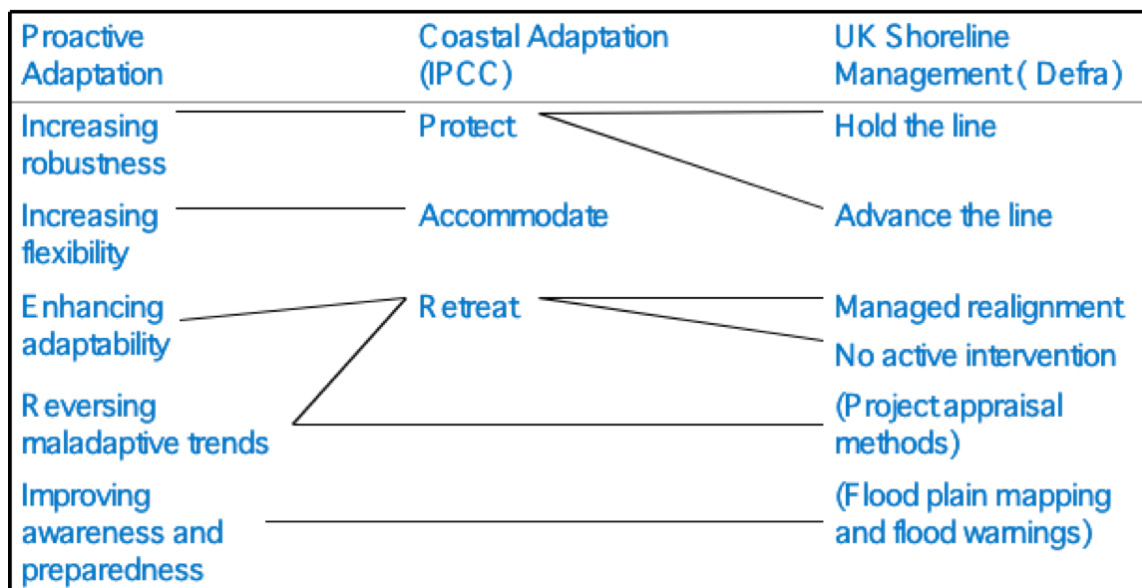 Proactive Adaptation
Coastal Adaptation (IPCC)
UK Shoreline Management ( Defra)
Increasing robustness
Protect
Hold the line
Increasing flexibility
Accommodate
Advance the line
Enhancing adaptability
Retreat
Managed realignment
No active intervention
Reversing maladaptive trends
(Project appraisal methods)
Improving awareness and preparedness
(Flood plain mapping and flood warnings)